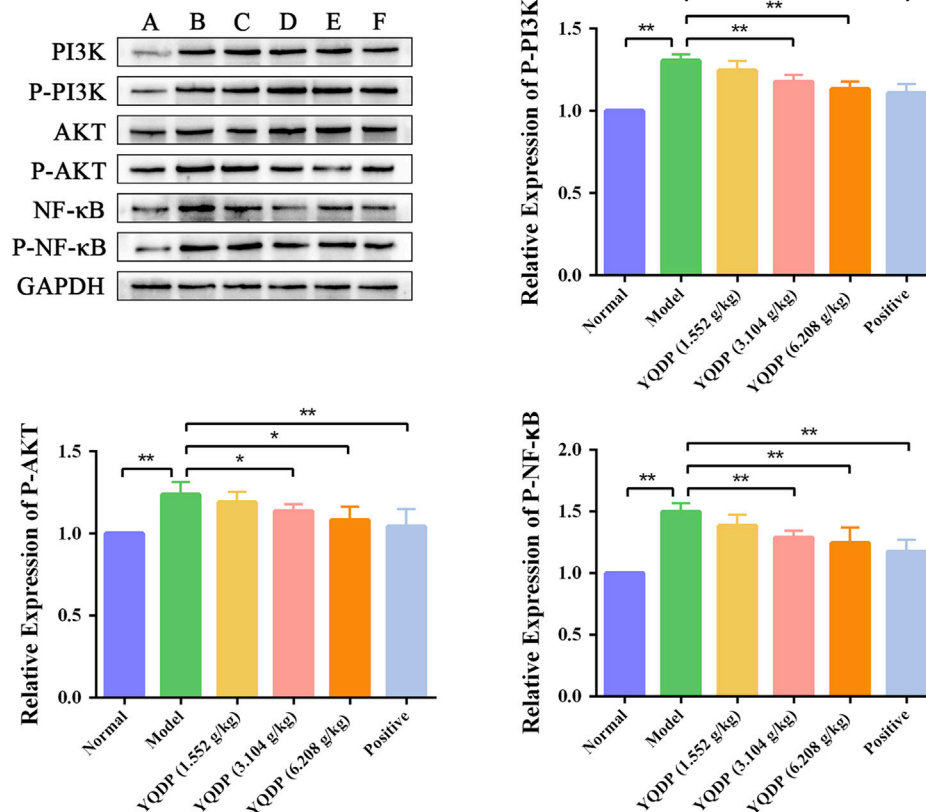 A B C D E F
PI3K
P-PI3K
AKT
P-AKT
NF-κB
P-NF-κB
GAPDH
Relative Expression of P-PI3K
**
**
**
1.5
1.0
0.5
0.0
Normal
Model
YQDP (1.552 g/kg)
YQDP (3.104 g/kg)
YQDP (6.208 g/kg)
Positive
Relative Expression of P-AKT
**
*
**
*
1.5
1.0
0.5
0.0
Normal
Model
YQDP (1.552 g/kg)
YQDP (3.104 g/kg)
YQDP (6.208 g/kg)
Positive
Relative Expression of P-NF-κB
**
**
**
**
2.0
1.5
1.0
0.5
0.0
Normal
Model
YQDP (1.552 g/kg)
YQDP (3.104 g/kg)
YQDP (6.208 g/kg)
Positive